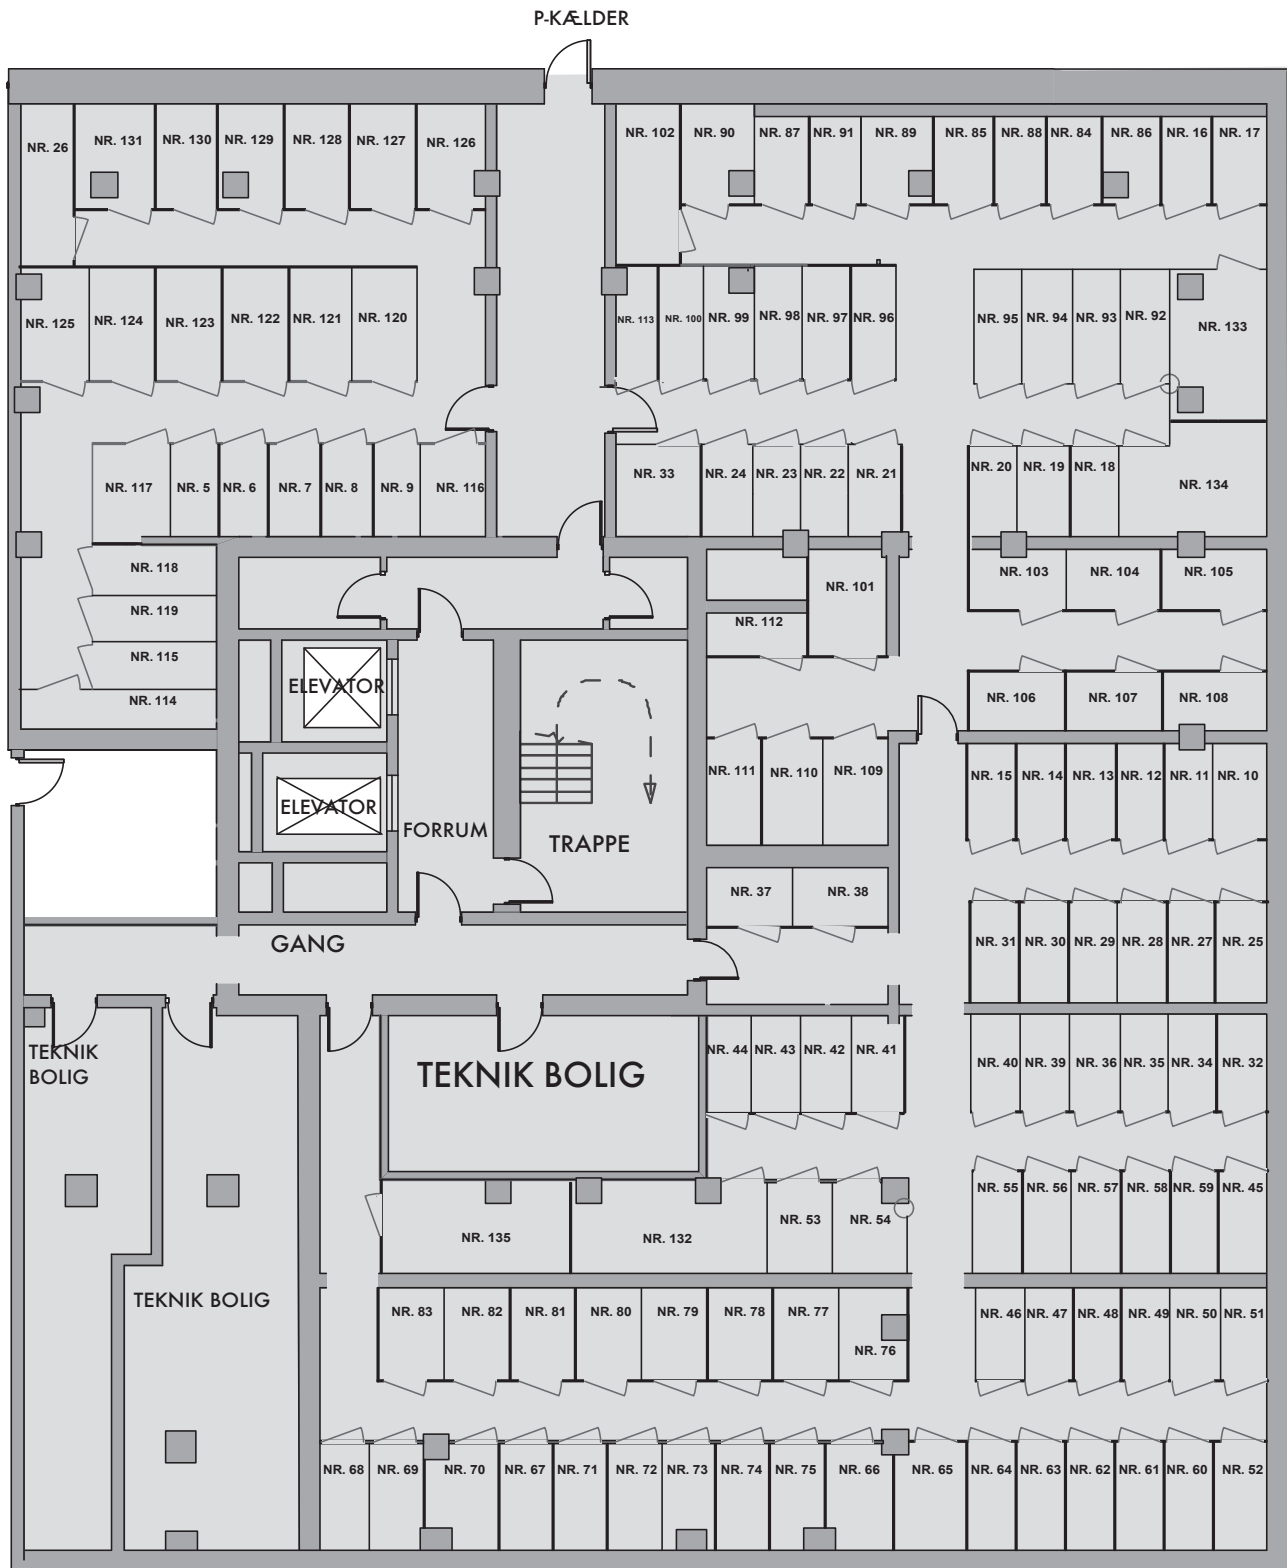 P-KÆLDER
NR. 26
NR. 131
NR. 130
NR. 129
NR. 128
NR. 127
NR. 126
NR. 102
NR. 90
NR. 87
NR. 91
NR. 89
NR. 85
NR. 88
NR. 84
NR. 86
NR. 16
NR. 17
NR. 125
NR. 124
NR. 123
NR. 122
NR. 121
NR. 120
NR. 113
NR. 100
NR. 99
NR. 98
NR. 97
NR. 96
NR. 95
NR. 94
NR. 93
NR. 92
NR. 133
NR. 117
NR. 5
NR. 6
NR. 7
NR. 8
NR. 9
NR. 116
NR. 33
NR. 24
NR. 23
NR. 22
NR. 21
NR. 20
NR. 19
NR. 18
NR. 134
NR. 118
NR. 119
NR. 115
NR. 114
NR. 101
NR. 112
NR. 103
NR. 104
NR. 105
NR. 106
NR. 107
NR. 108
ELEVATOR
ELEVATOR
FORRUM
TRAPPE
NR. 111
NR. 110
NR. 109
NR. 15
NR. 14
NR. 13
NR. 12
NR. 11
NR. 10
NR. 37
NR. 38
GANG
NR. 31
NR. 30
NR. 29
NR. 28
NR. 27
NR. 25
TEKNIK
BOLIG
TEKNIK BOLIG
NR. 44
NR. 43
NR. 42
NR. 41
NR. 40
NR. 39
NR. 36
NR. 35
NR. 34
NR. 32
NR. 135
NR. 132
NR. 53
NR. 54
NR. 55
NR. 56
NR. 57
NR. 58
NR. 59
NR. 45
TEKNIK BOLIG
NR. 83
NR. 82
NR. 81
NR. 80
NR. 79
NR. 78
NR. 77
NR. 76
NR. 46
NR. 47
NR. 48
NR. 49
NR. 50
NR. 51
NR. 68
NR. 69
NR. 70
NR. 67
NR. 71
NR. 72
NR. 73
NR. 74
NR. 75
NR. 66
NR. 65
NR. 64
NR. 63
NR. 62
NR. 61
NR. 60
NR. 52